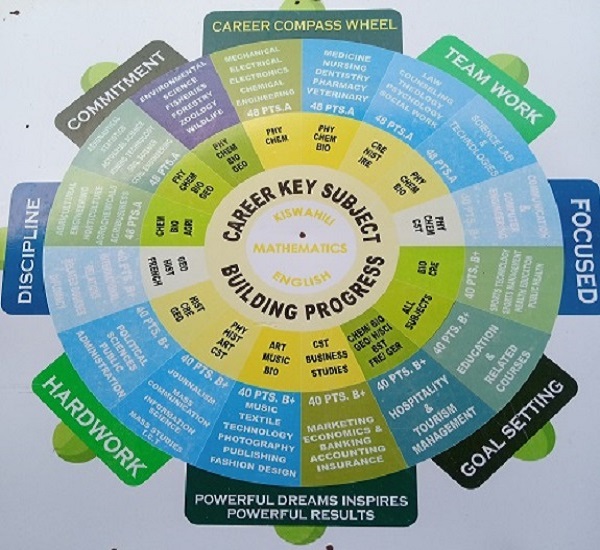 CAREER COMPASS WHEEL
TEAM WORK
FOCUSED
GOAL SETTING
POWERFUL DREAMS INSPIRES
POWERFUL RESULTS
HARDWORK
DISCIPLINE
COMMITMENT
MECHANICAL
ELECTRICAL
ELECTRONICS
CHEMICAL
ENGINEERING
48 PTS.A
MEDICINE
NURSING
DENTISTRY
PHARMACY
VETERINARY
48 PTS.A
LAW
COUNSELING
THEOLOGY
PSYCHOLOGY
SOCIAL WORK
48 PTS.A
SCIENCE LAB
&
TECHNOLOGIES
48 PTS.A
40 PTS. B+
SPORTS TECHNOLOGY
SPORTS MANAGEMENT
HEALTH EDUCATION
PUBLIC HEALTH
40 PTS. B+
EDUCATION
&
RELATED
COURSES
40 PTS. B+
HOSPITALITY
&
TOURISM
MANAGEMENT
40 PTS. B+
MARKETING
ECONOMICS &
BANKING
ACCOUNTING
INSURANCE
40 PTS. B+
MUSIC
TEXTILE
TECHNOLOGY
PHOTOGRAPHY
PUBLISHING
FASHION DESIGN
40 PTS. B+
JOURNALISM
MASS
COMMUNICATION
INFORMATION
SCIENCE
MASS STUDIES
I.C.T
40 PTS. B+
POLITICAL
SCIENCES
PUBLIC
ADMINISTRATION
40 PTS. B+
AGRICULTURAL
ENGINEERING
HORTICULTURE
AGROCHEMICALS
AGROBUSINESS
48 PTS.A
48 PTS.A
ENVIRONMENTAL
SCIENCE
FISHERIES
FORESTRY
ZOOLOGY
WILDLIFE
PHY
CHEM
PHY
CHEM
BIO
CRE
HIST
IRE
PHY
CHEM
BIO
PHY
CHEM
CST
BIO
CRE
ALL
SUBJECTS
CHEM/ BIO
GEO/ H/SCI
BST
FRE/ GER
CST
BUSINESS
STUDIES
ART
MUSIC
BIO
PHY
HIST
ART
CST
HIST
CRE
GEO
GEO
HIST
FRENCH
CHEM
BIO
AGRI
PHY
CHEM
BIO
GEO
PHY
CHEM
BIO
GEO
CAREER KEY SUBJECT
KISWAHILI
MATHEMATICS
ENGLISH
BUILDING PROGRESS